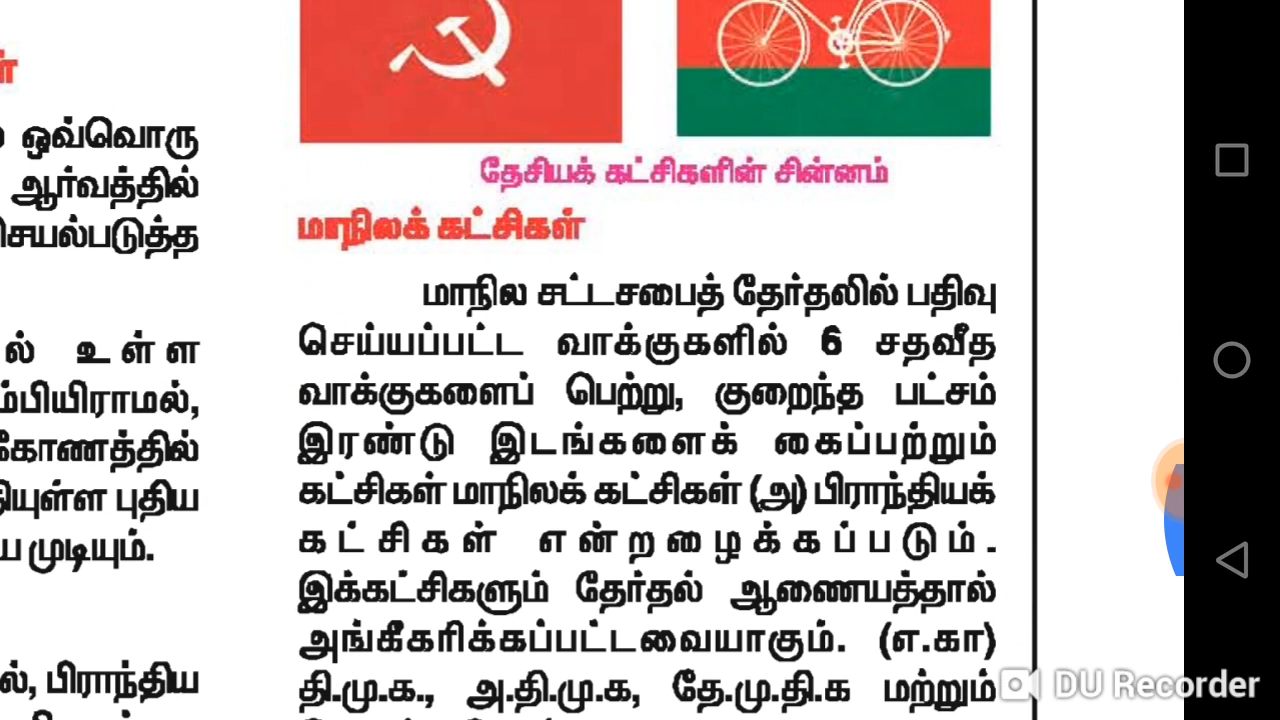 ஒவ்வொரு
ஆர்வத்தில்
செயல்படுத்த
உள்ள
பிராந்திய
புதிய
முடியும்.
தேசியக் கட்சிகளின் சின்னம்
மாநிலக் கட்சிகள்
மாநில சட்டசபைத் தேர்தலில் பதிவு
செய்யப்பட்ட வாக்குகளில் 6 சதவீத
வாக்குகளைப் பெற்று, குறைந்த பட்சம்
இரண்டு இடங்களைக் கைப்பற்றும்
கட்சிகள் மாநிலக் கட்சிகள் (அ) பிராந்தியக்
கட்சிகள் என்றழைக்கப்படும்.
இக்கட்சிகளும் தேர்தல் ஆணையத்தால்
அங்கீகரிக்கப்பட்டவையாகும். (எ.கா)
தி.மு.க., அ.தி.மு.க, தே.மு.தி.க மற்றும்
DU Recorder